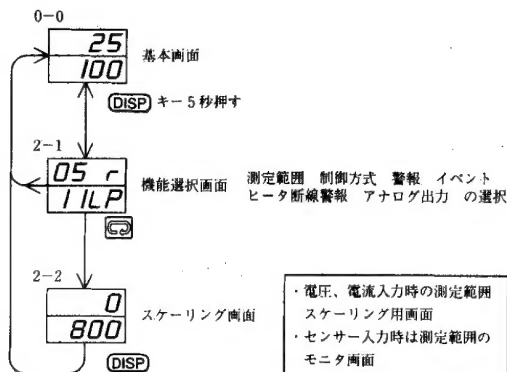 0-0
25
100
基本画面
DISP キー5秒押す
2-1
05 r
11LP
機能選択画面
測定範囲 制御方式 警報 イベント
ヒータ断線警報 アナログ出力 の選択
2-2
0
800
スケーリング画面
DISP
・電圧、電流入力時の測定範囲
スケーリング用画面
・センサー入力時は測定範囲の
モニタ画面